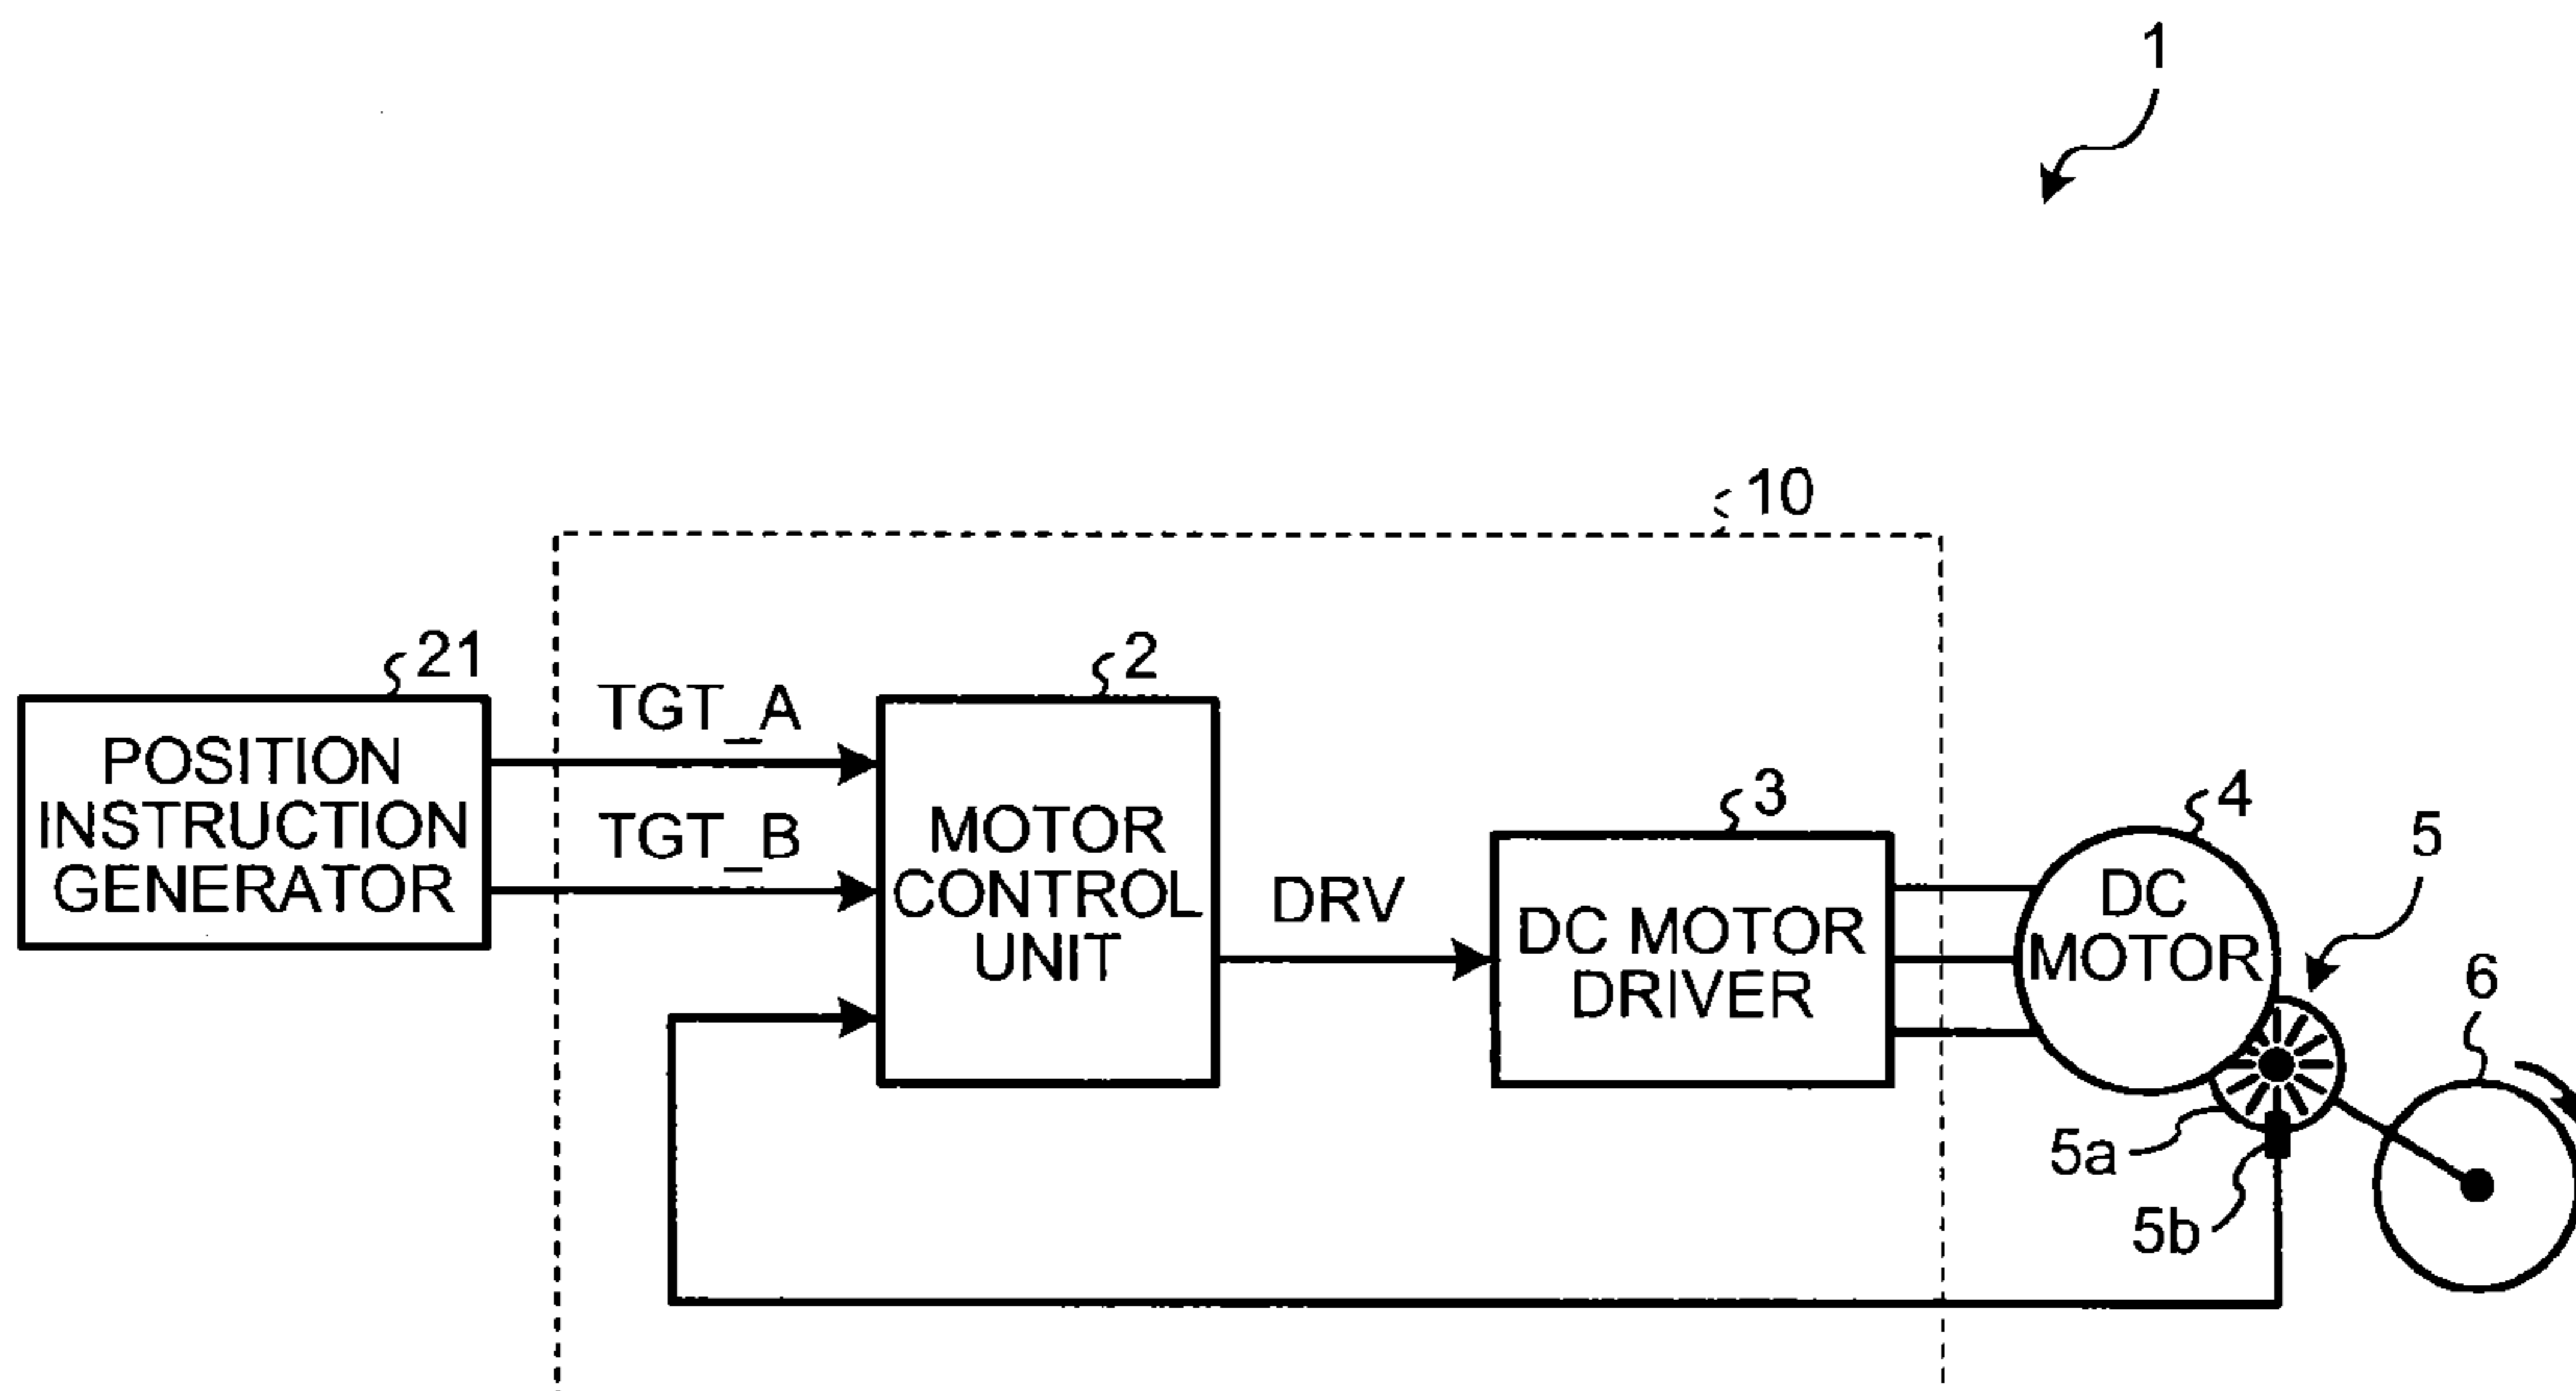 1
10
21
POSITION
INSTRUCTION
GENERATOR
TGT_A
TGT_B
2
MOTOR
CONTROL
UNIT
DRV
3
DC MOTOR
DRIVER
4
DC
MOTOR
5
5a
5b
6